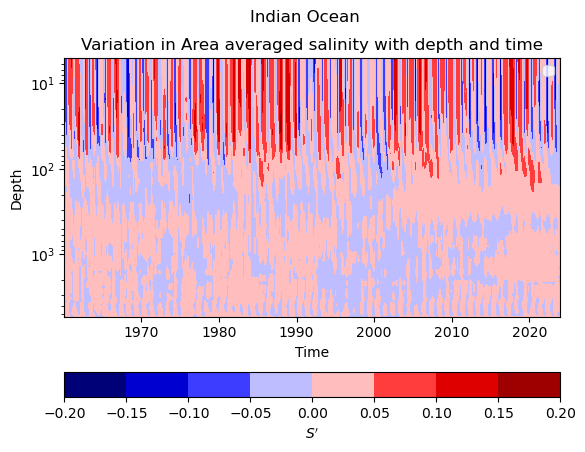 Indian Ocean
Variation in Area averaged salinity with depth and time
10¹
10²
10³
Depth
1970 1980 1990 2000 2010 2020
Time
−0.20 −0.15 −0.10 −0.05 0.00 0.05 0.10 0.15 0.20
S′